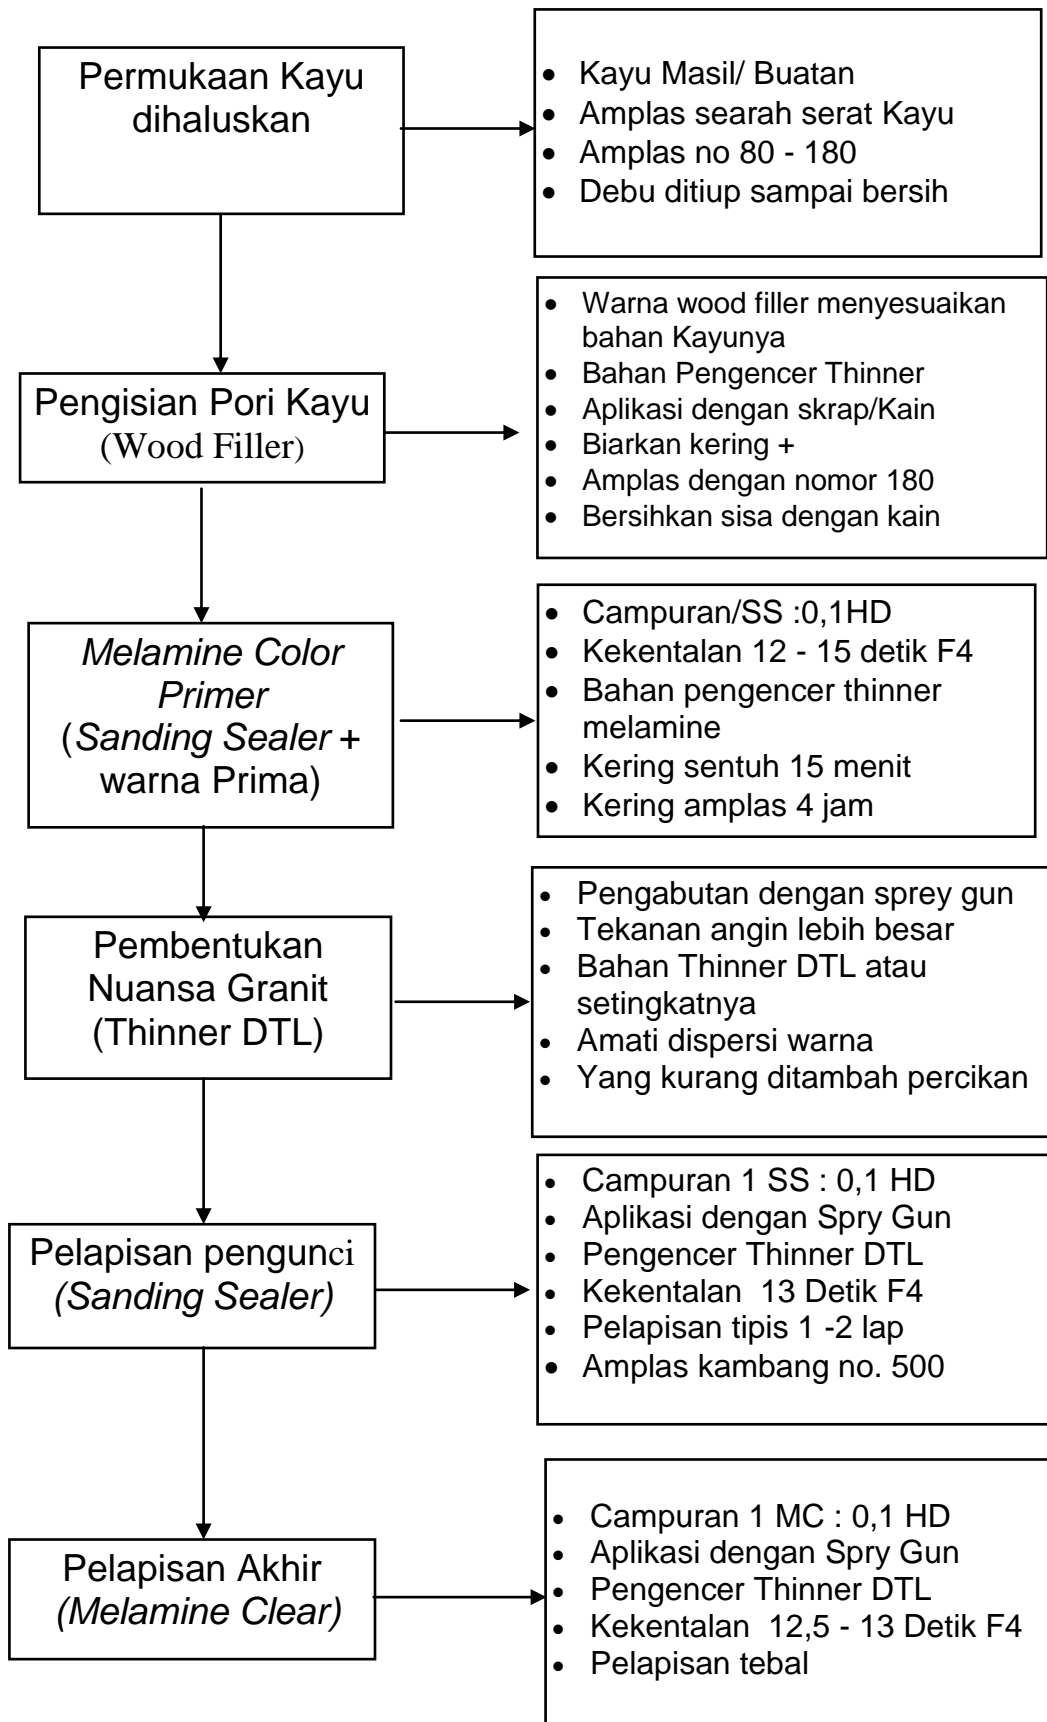 Permukaan Kayu
dihaluskan
• Kayu Masil/ Buatan
• Amplas searah serat Kayu
• Amplas no 80 - 180
• Debu ditiup sampai bersih
Pengisian Pori Kayu
(Wood Filler)
• Warna wood filler menyesuaikan
bahan Kayunya
• Bahan Pengencer Thinner
• Aplikasi dengan skrap/Kain
• Biarkan kering +
• Amplas dengan nomor 180
• Bersihkan sisa dengan kain
Melamine Color
Primer
(Sanding Sealer +
warna Prima)
• Campuran/SS :0,1HD
• Kekentalan 12 - 15 detik F4
• Bahan pengencer thinner
melamine
• Kering sentuh 15 menit
• Kering amplas 4 jam
Pembentukan
Nuansa Granit
(Thinner DTL)
• Pengabutan dengan sprey gun
• Tekanan angin lebih besar
• Bahan Thinner DTL atau
setingkatnya
• Amati dispersi warna
• Yang kurang ditambah percikan
Pelapisan pengunci
(Sanding Sealer)
• Campuran 1 SS : 0,1 HD
• Aplikasi dengan Spry Gun
• Pengencer Thinner DTL
• Kekentalan 13 Detik F4
• Pelapisan tipis 1 -2 lap
• Amplas kambang no. 500
Pelapisan Akhir
(Melamine Clear)
• Campuran 1 MC : 0,1 HD
• Aplikasi dengan Spry Gun
• Pengencer Thinner DTL
• Kekentalan 12,5 - 13 Detik F4
• Pelapisan tebal